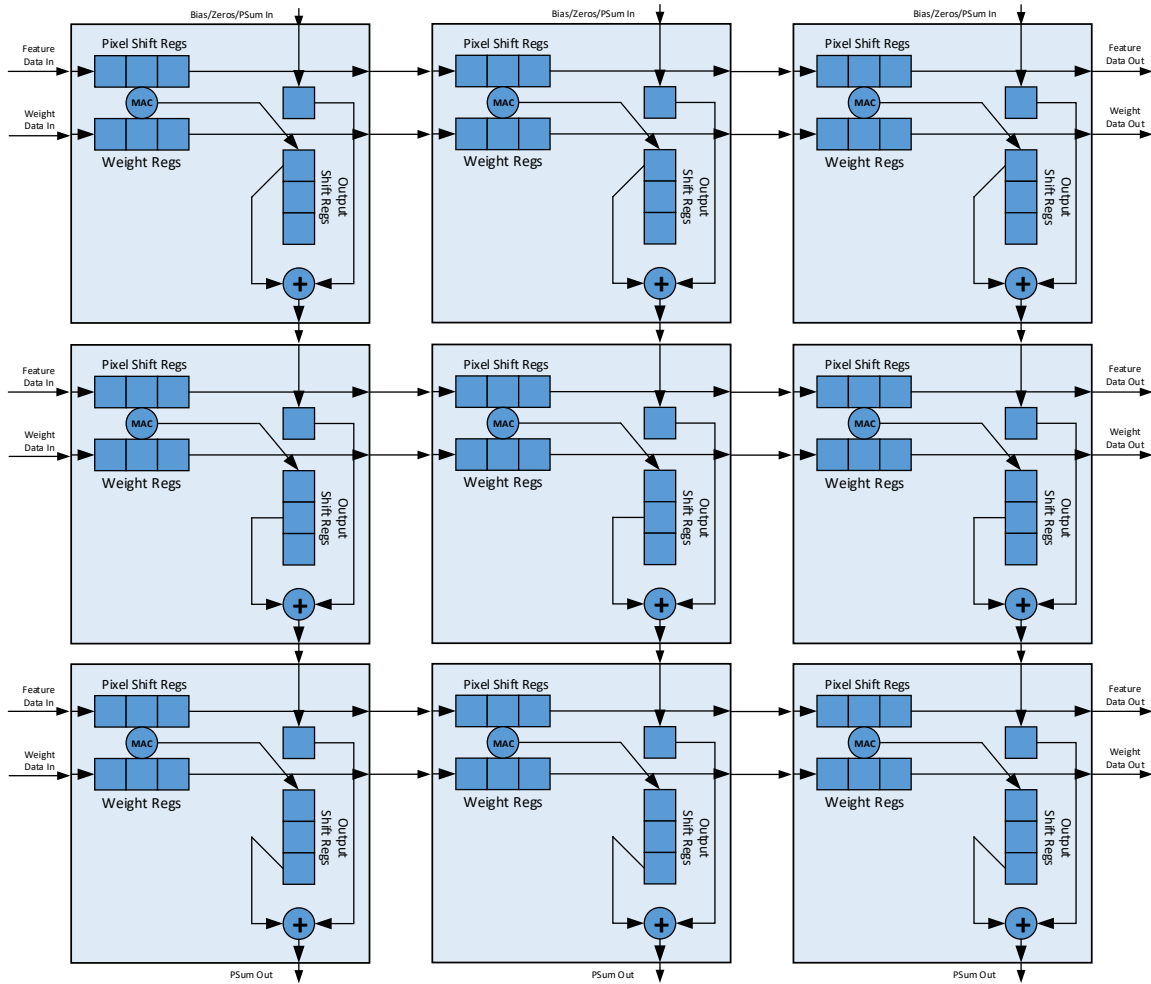 Bias/Zeros/PSum In
Bias/Zeros/PSum In
Bias/Zeros/PSum In
Feature
Data In
Pixel Shift Regs
Pixel Shift Regs
Pixel Shift Regs
Feature
Data Out
MAC
MAC
MAC
Weight
Data In
Weight
Data Out
Weight Regs
Weight Regs
Weight Regs
Output
Shift Regs
Output
Shift Regs
Output
Shift Regs
+
+
+
Feature
Data In
Pixel Shift Regs
Pixel Shift Regs
Pixel Shift Regs
Feature
Data Out
MAC
MAC
MAC
Weight
Data In
Weight
Data Out
Weight Regs
Weight Regs
Weight Regs
Output
Shift Regs
Output
Shift Regs
Output
Shift Regs
+
+
+
Feature
Data In
Pixel Shift Regs
Pixel Shift Regs
Pixel Shift Regs
Feature
Data Out
MAC
MAC
MAC
Weight
Data In
Weight
Data Out
Weight Regs
Weight Regs
Weight Regs
Output
Shift Regs
Output
Shift Regs
Output
Shift Regs
+
+
+
PSum Out
PSum Out
PSum Out